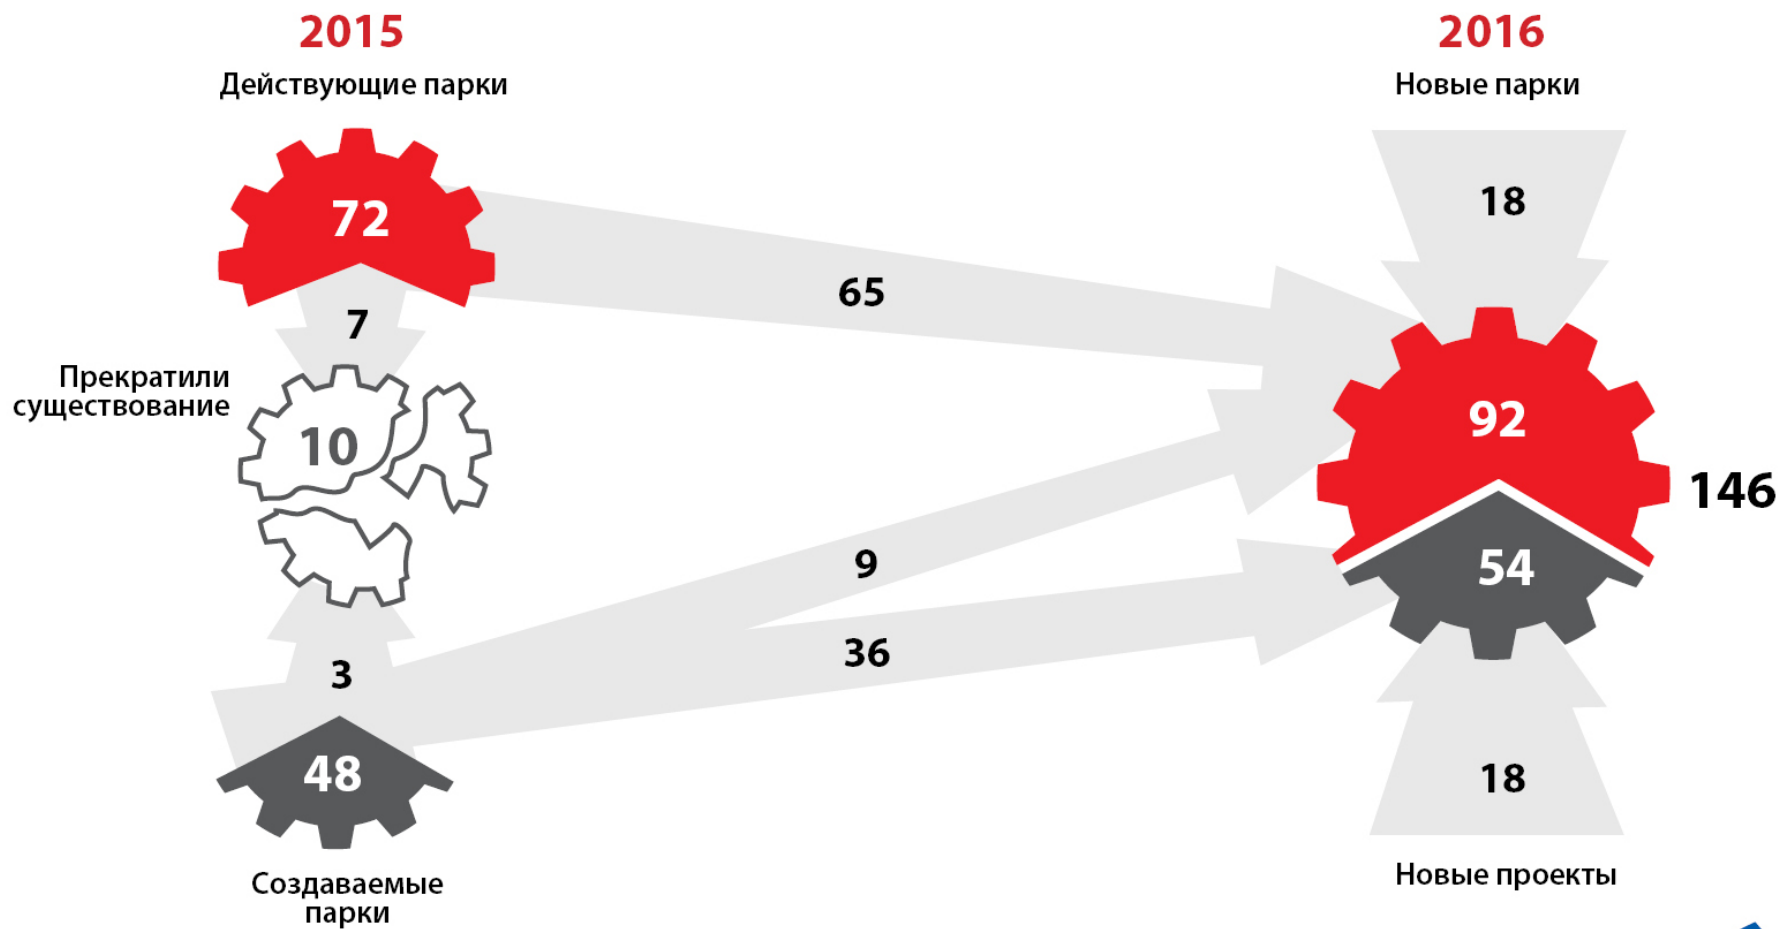 2015
Действующие парки
72
7
Прекратили
существование
10
3
48
Создаваемые
парки
65
9
36
2016
Новые парки
18
92
146
54
18
Новые проекты